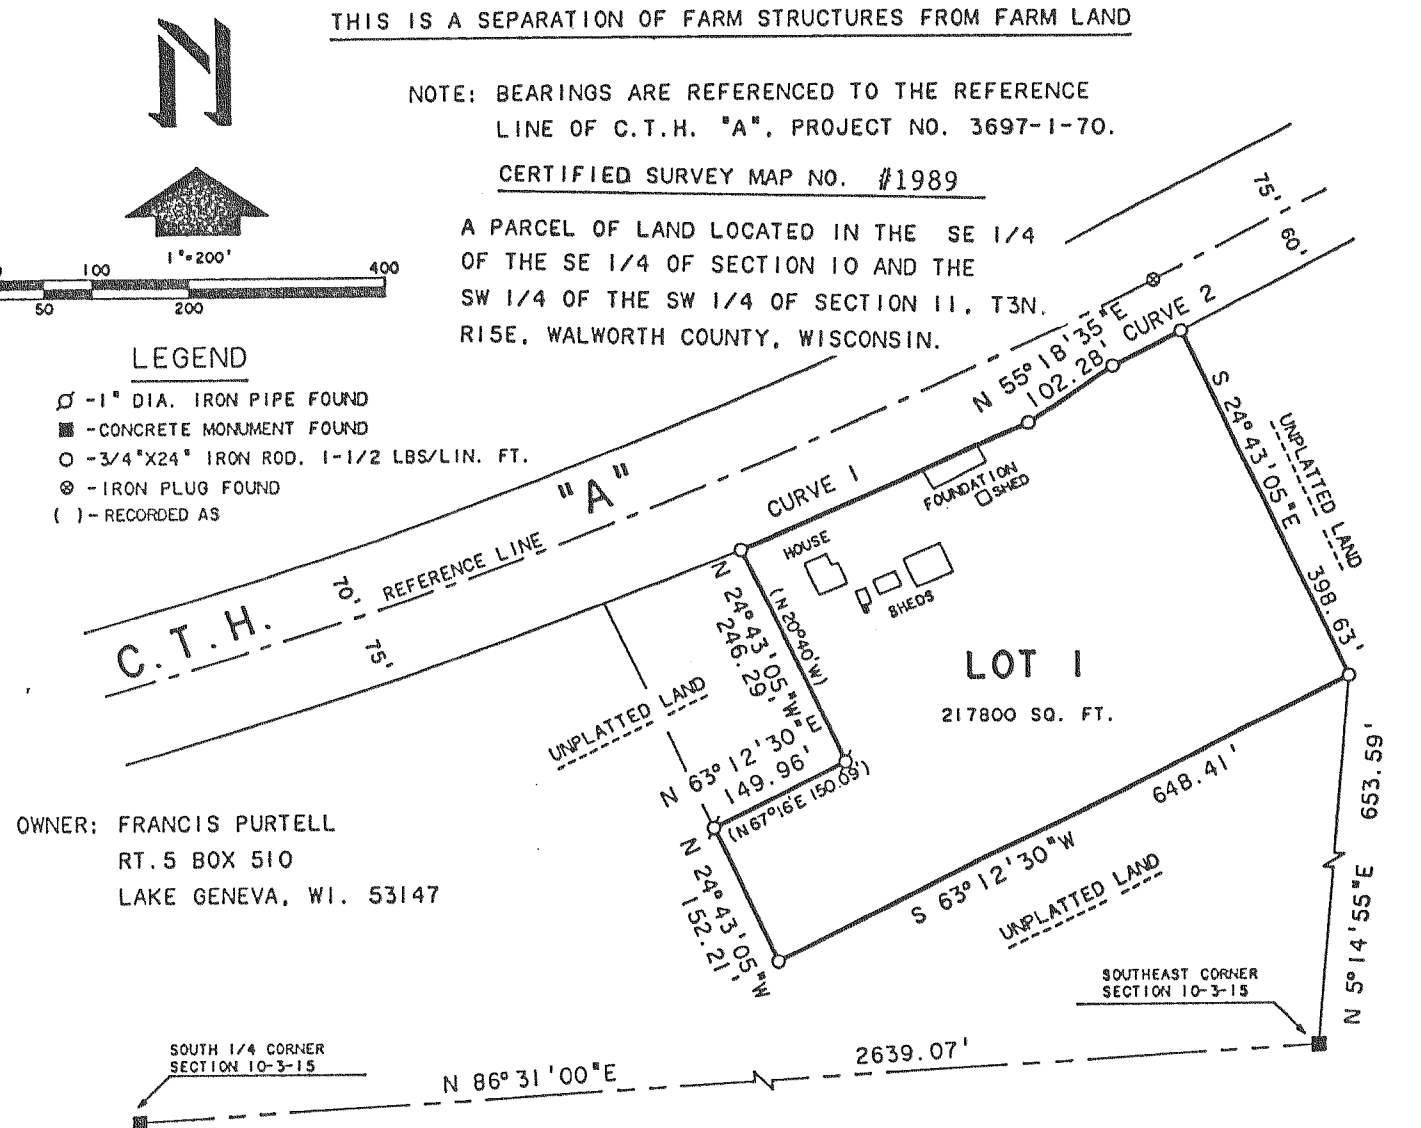 THIS IS A SEPARATION OF FARM STRUCTURES FROM FARM LAND
N
NOTE: BEARINGS ARE REFERENCED TO THE REFERENCE
LINE OF C.T.H. "A", PROJECT NO. 3697-1-70.
CERTIFIED SURVEY MAP NO. #1989
A PARCEL OF LAND LOCATED IN THE SE 1/4
OF THE SE 1/4 OF SECTION 10 AND THE
SW 1/4 OF THE SW 1/4 OF SECTION 11, T3N.
R15E, WALWORTH COUNTY, WISCONSIN.
1"=200'
100 400
50 200
LEGEND
-1" DIA. IRON PIPE FOUND
-CONCRETE MONUMENT FOUND
-3/4"X24" IRON ROD. 1-1/2 LBS/LIN. FT.
-IRON PLUG FOUND
( )-RECORDED AS
75'
60'
N 55°18'35"E
102.28'
CURVE 2
CURVE 1
C.T.H. "A"
REFERENCE LINE
70'
75'
FOUNDATION
SHED
HOUSE
SHEDS
S 24°43'05"E 398.63'
UNPLATTED LAND
N 24°43'05"W
246.29'
(N 20°40'W)
LOT 1
217800 SQ. FT.
UNPLATTED LAND
N 63°12'30"E
149.96'
(N 67°16'E 150.09')
N 24°43'05"W
152.21'
S 63°12'30"W 648.41'
UNPLATTED LAND
N 5°14'55"E 653.59'
OWNER: FRANCIS PURTELL
RT.5 BOX 510
LAKE GENEVA, WI. 53147
SOUTHEAST CORNER
SECTION 10-3-15
SOUTH 1/4 CORNER
SECTION 10-3-15
N 86°31'00"E 2639.07'